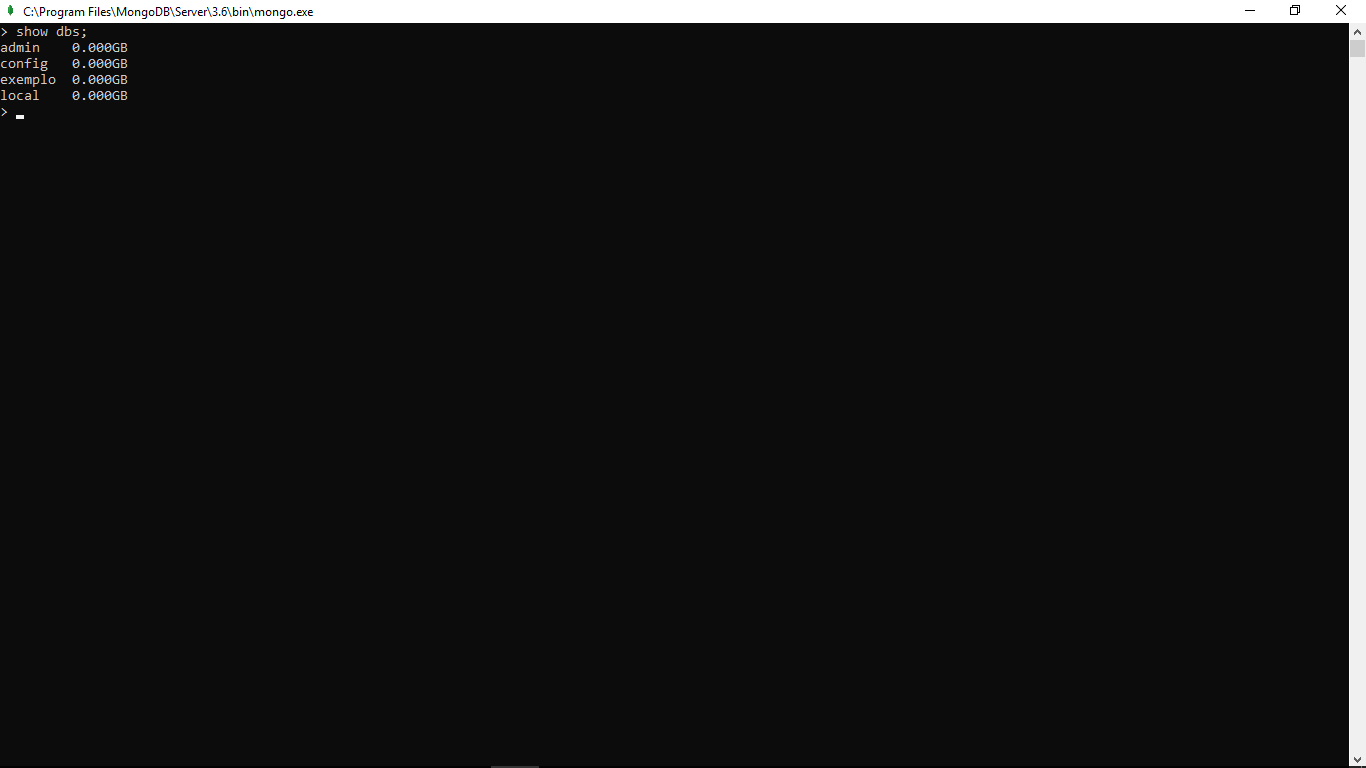 C:\Program Files\MongoDB\Server\3.6\bin\mongo.exe
> show dbs;
admin    0.000GB
config   0.000GB
exemplo  0.000GB
local    0.000GB
>